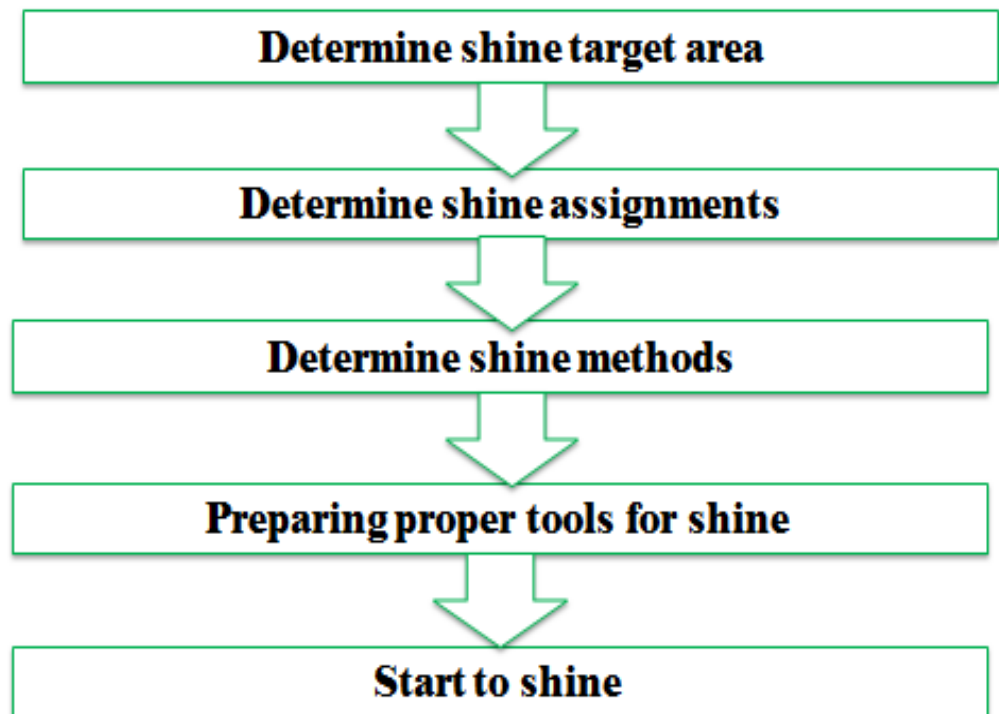 Determine shine target area
Determine shine assignments
Determine shine methods
Preparing proper tools for shine
Start to shine